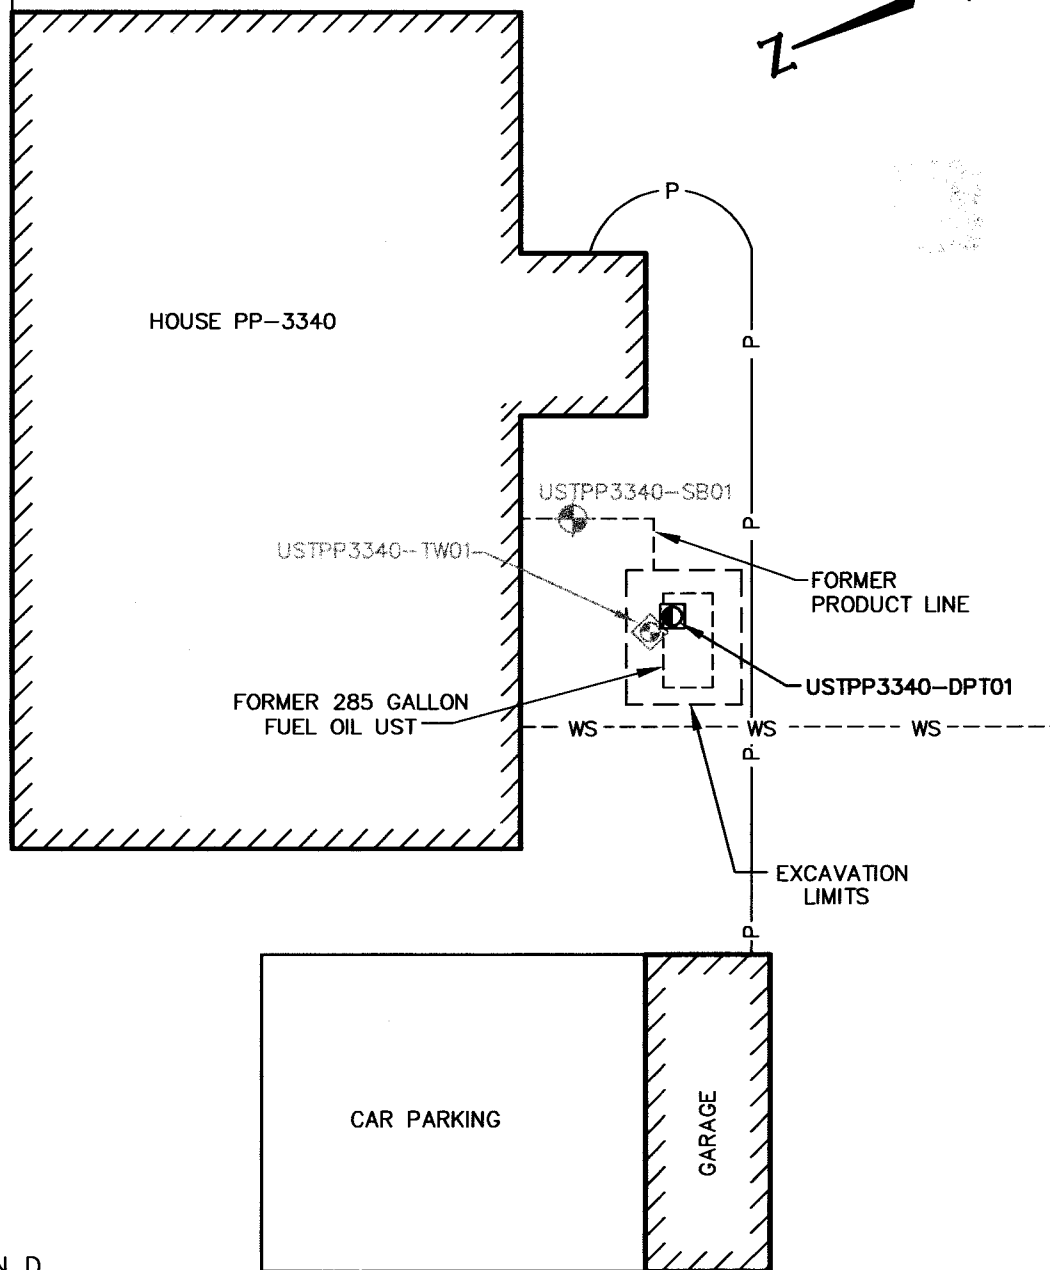 N
P
HOUSE PP-3340
P
USTPP3340-SB01
P
USTPP3340-TW01
FORMER
PRODUCT LINE
USTPP3340-DPT01
FORMER 285 GALLON
FUEL OIL UST
WS WS WS
P
EXCAVATION
LIMITS
P
CAR PARKING
GARAGE